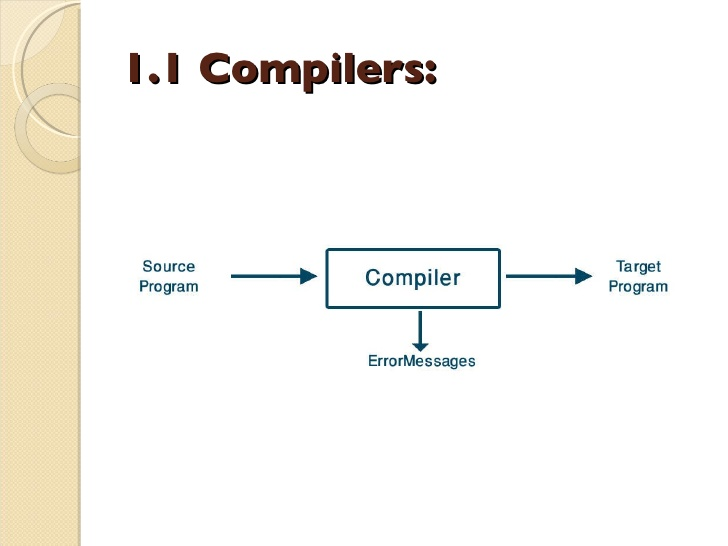 1.1 Compilers:
Source
Program
Compiler
Target
Program
ErrorMessages